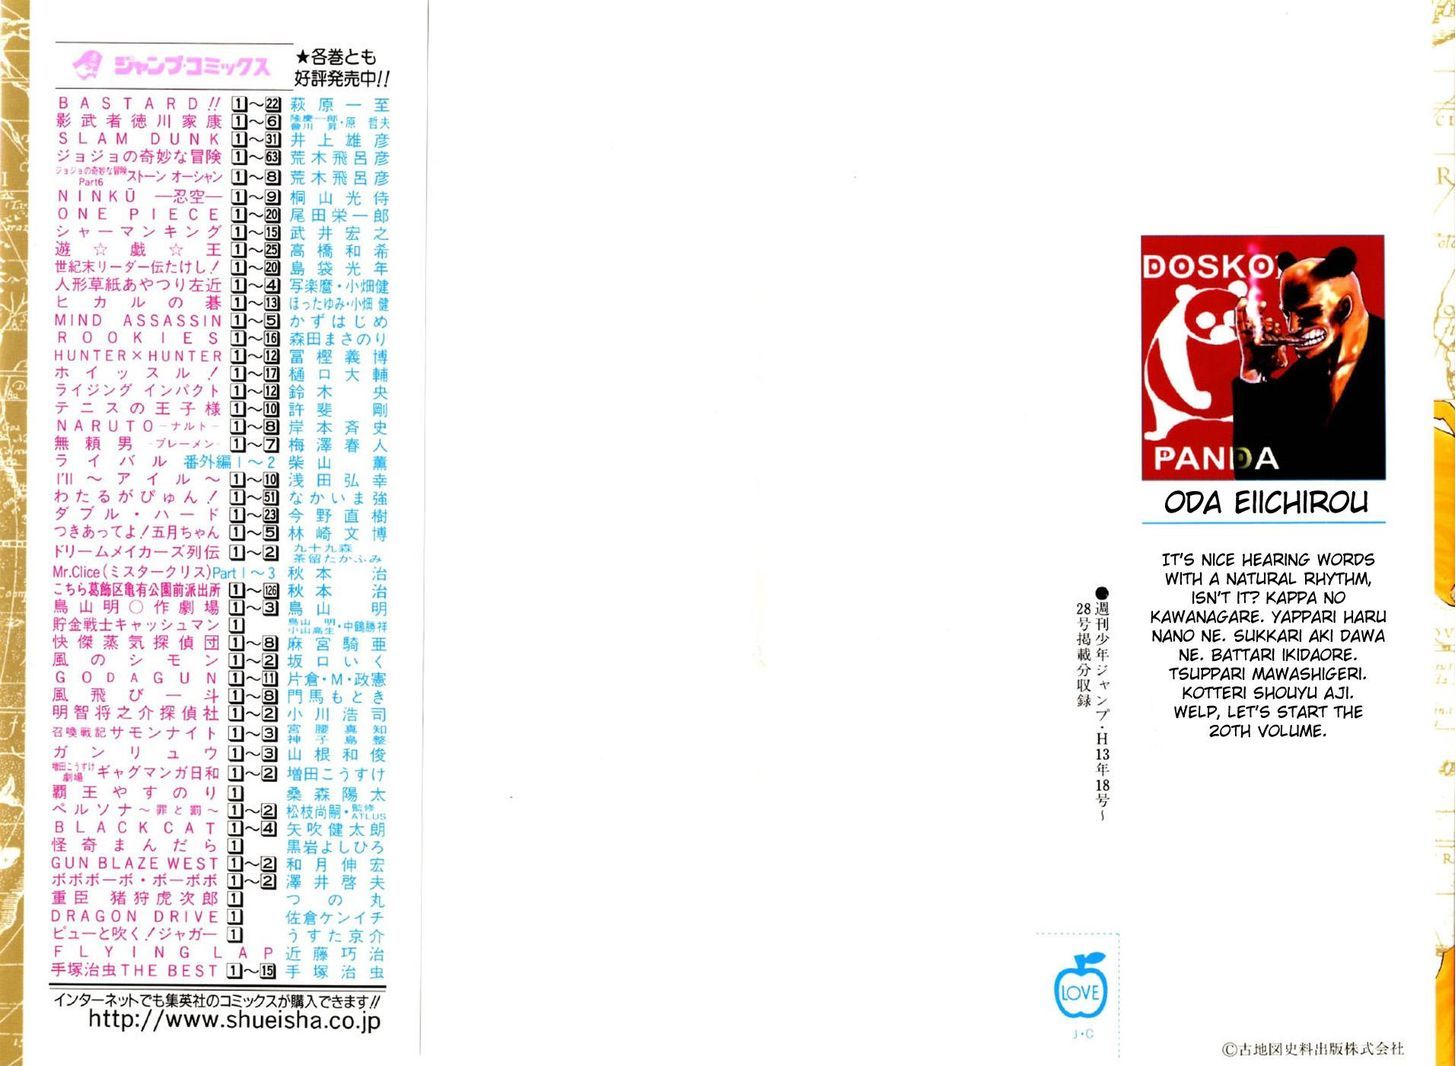 ジャンプ・コミックス
★各巻とも
好評発売中!!
BASTARD!! 1〜22 萩原一至
影武者徳川家康 1〜6 隆慶一郎・會川昇・原哲夫
SLAM DUNK 1〜31 井上雄彦
ジョジョの奇妙な冒険 1〜63 荒木飛呂彦
ジョジョの奇妙な冒険 Part6 ストーン オーシャン 1〜8 荒木飛呂彦
NINKŪ —忍空— 1〜9 桐山光侍
ONE PIECE 1〜20 尾田栄一郎
シャーマンキング 1〜15 武井宏之
遊☆戯☆王 1〜25 高橋和希
世紀末リーダー伝たけし! 1〜20 島袋光年
人形草紙あやつり左近 1〜4 写楽麿・小畑健
ヒカルの碁 1〜13 ほったゆみ・小畑健
MIND ASSASSIN 1〜5 かずはじめ
ROOKIES 1〜16 森田まさのり
HUNTER×HUNTER 1〜12 冨樫義博
ホイッスル! 1〜17 樋口大輔
ライジング インパクト 1〜12 鈴木央
テニスの王子様 1〜10 許斐剛
NARUTO—ナルト— 1〜8 岸本斉史
無頼男—ブレーメン— 1〜7 梅澤春人
ライバル 番外編1〜2 柴山薫
I'll〜アイル〜 1〜10 浅田弘幸
わたるがぴゅん! 1〜51 なかいま強
ダブル・ハード 1〜23 今野直樹
つきあってよ!五月ちゃん 1〜5 林崎文博
ドリームメイカーズ列伝 1〜2 九十九森 茶留たかふみ
Mr.Clice(ミスタークリス)Part1〜3 秋本治
こちら葛飾区亀有公園前派出所 1〜126 秋本治
鳥山明○作劇場 1〜3 鳥山明
貯金戦士キャッシュマン 1 鳥山明 小山高生・中鶴勝祥
快傑蒸気探偵団 1〜8 麻宮騎亜
風のシモン 1〜2 坂口いく
GODAGUN 1〜11 片倉・M・政憲
風飛び一斗 1〜8 門馬もとき
明智将之介探偵社 1〜2 小川浩司
召喚戦記サモンナイト 1〜3 宮腰真知 神子島整
ガンリュウ 1〜3 山根和俊
増田こうすけ劇場 ギャグマンガ日和 1〜2 増田こうすけ
覇王やすのり 1 桑森陽太
ペルソナ〜罪と罰〜 1〜2 松枝尚嗣・監修 ATLUS
BLACK CAT 1〜4 矢吹健太朗
怪奇まんだら 1 黒岩よしひろ
GUN BLAZE WEST 1〜2 和月伸宏
ボボボーボ・ボーボボ 1〜2 澤井啓夫
重臣 猪狩虎次郎 1 つの丸
DRAGON DRIVE 1 佐倉ケンイチ
ピューと吹く!ジャガー 1 うすた京介
FLYING LAP 近藤巧治
手塚治虫THE BEST 1〜15 手塚治虫
インターネットでも集英社のコミックスが購入できます!!
http://www.shueisha.co.jp
DOSKO
PANDA
ODA EIICHIROU
IT'S NICE HEARING WORDS
WITH A NATURAL RHYTHM,
ISN'T IT? KAPPA NO
KAWANAGARE. YAPPARI HARU
NANO NE. SUKKARI AKI DAWA
NE. BATTARI IKIDAORE.
TSUPPARI MAWASHIGERI.
KOTTERI SHOUYU AJI.
WELP, LET'S START THE
20TH VOLUME.
●週刊少年ジャンプ・H13年18号〜
28号掲載分収録
LOVE
J・C
©古地図史料出版株式会社